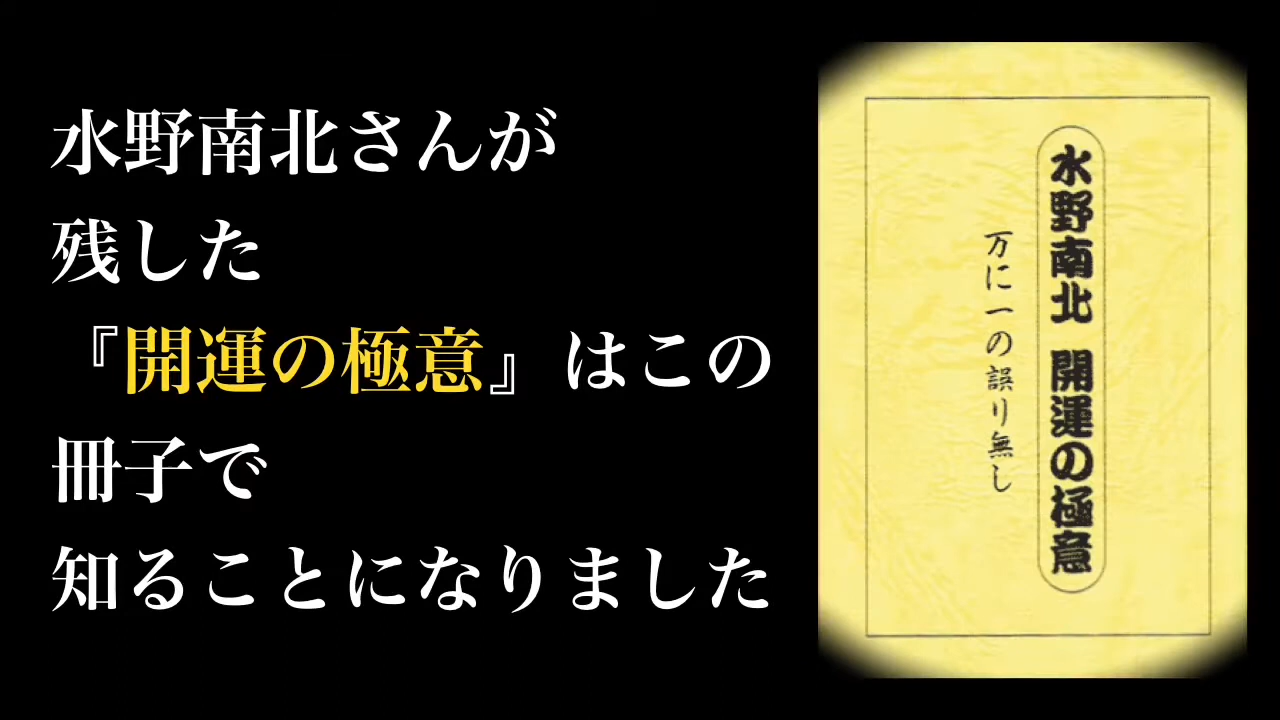 水野南北さんが
残した
『開運の極意』はこの
冊子で
知ることになりました
水野南北 開運の極意
万に一の誤り無し